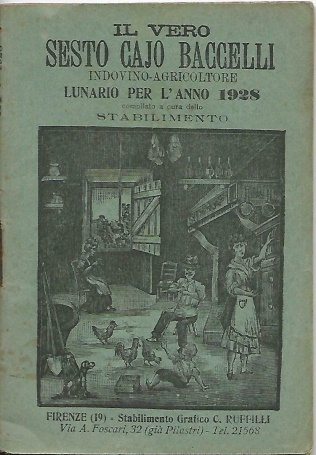 IL VERO
SESTO CAJO BACCELLI
INDOVINO-AGRICOLTORE
LUNARIO PER L'ANNO 1928
compilato a cura dello
STABILIMENTO
FIRENZE (19) - Stabilimento Grafico C. RUFFILLI
Via A. Foscari, 32 (già Pilastri) - Tel. 21568